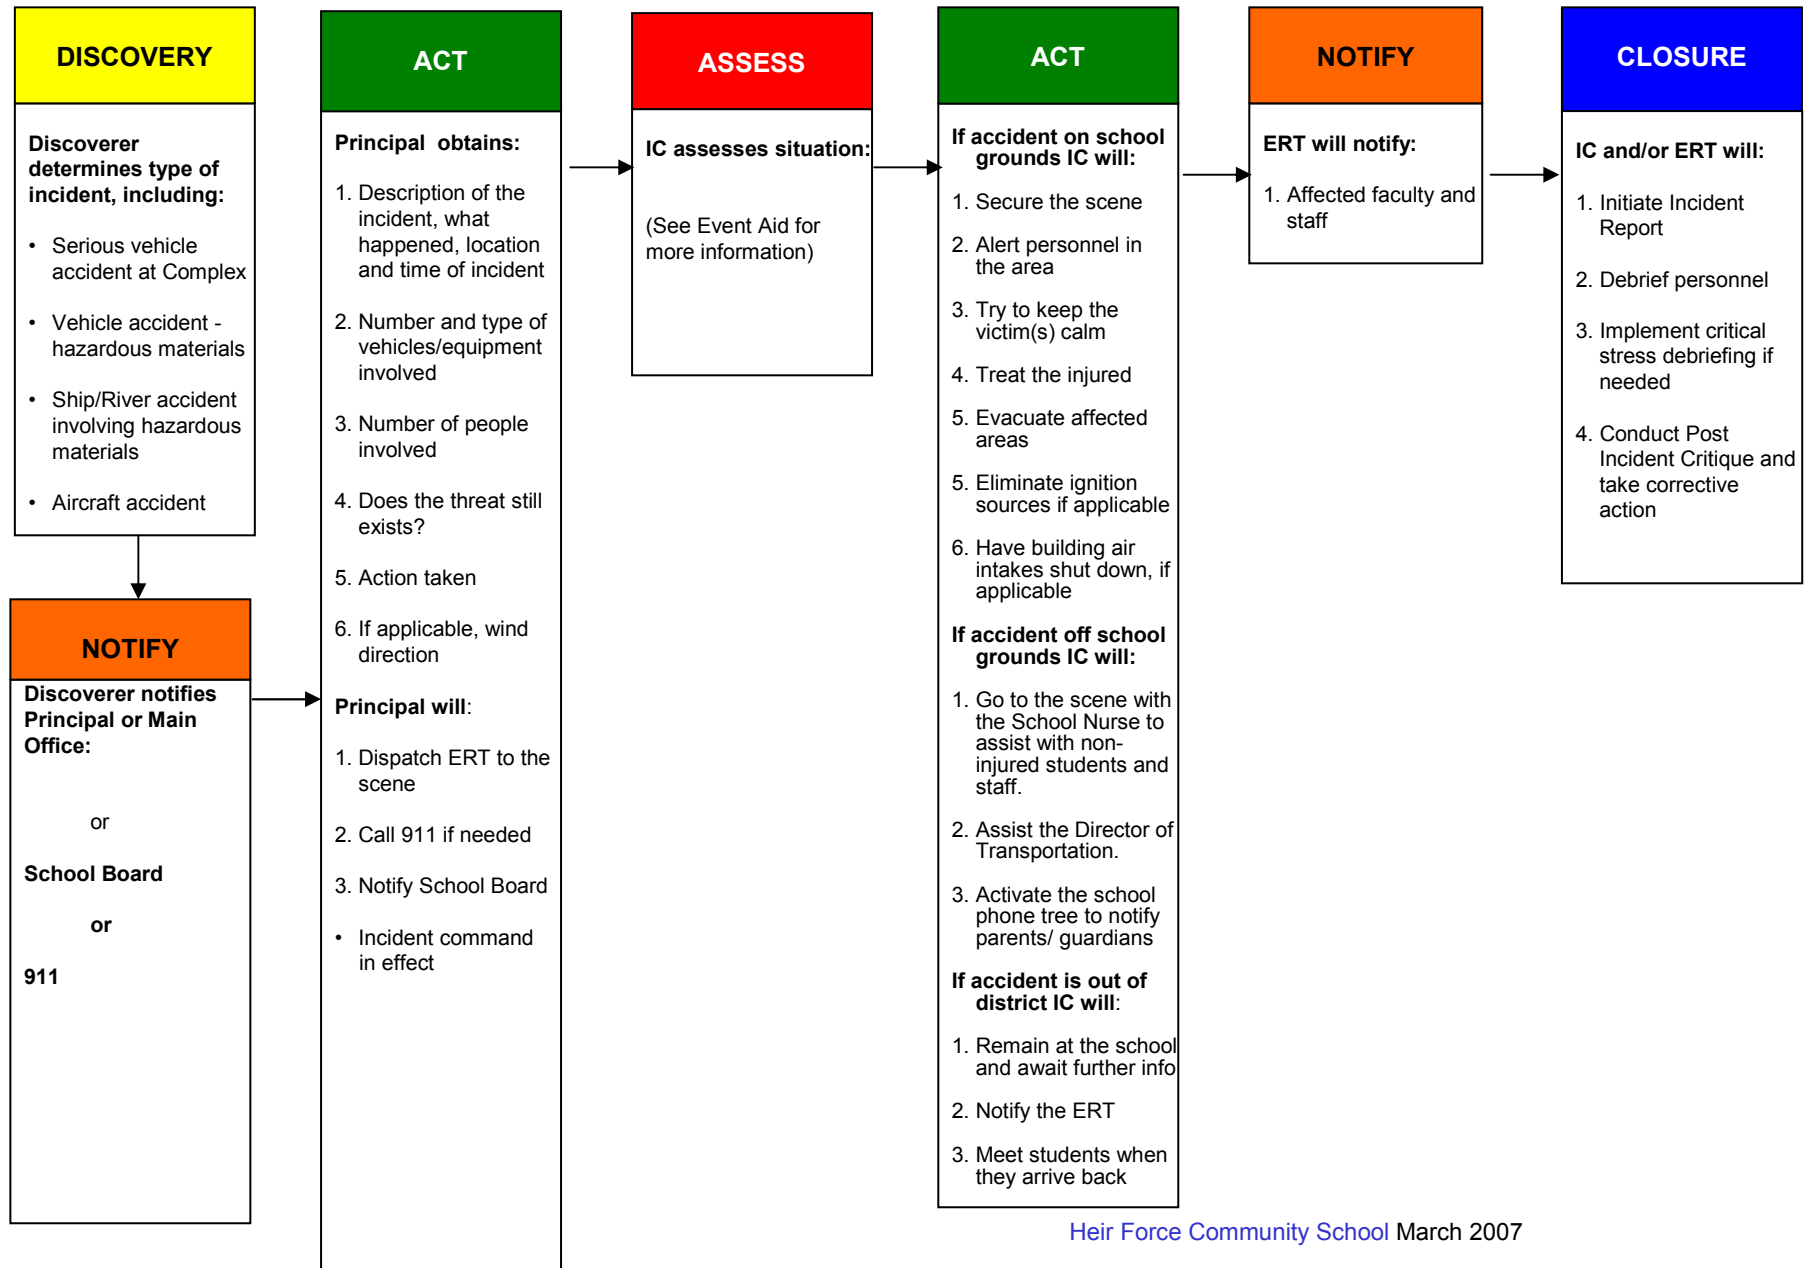 DISCOVERY
Discoverer
determines type of
incident, including:
• Serious vehicle
accident at Complex
• Vehicle accident -
hazardous materials
• Ship/River accident
involving hazardous
materials
• Aircraft accident
NOTIFY
Discoverer notifies
Principal or Main
Office:
or
School Board
or
911
ACT
Principal obtains:
1. Description of the
incident, what
happened, location
and time of incident
2. Number and type of
vehicles/equipment
involved
3. Number of people
involved
4. Does the threat still
exists?
5. Action taken
6. If applicable, wind
direction
Principal will:
1. Dispatch ERT to the
scene
2. Call 911 if needed
3. Notify School Board
• Incident command
in effect
ASSESS
IC assesses situation:
(See Event Aid for
more information)
ACT
If accident on school
grounds IC will:
1. Secure the scene
2. Alert personnel in
the area
3. Try to keep the
victim(s) calm
4. Treat the injured
5. Evacuate affected
areas
5. Eliminate ignition
sources if applicable
6. Have building air
intakes shut down, if
applicable
If accident off school
grounds IC will:
1. Go to the scene with
the School Nurse to
assist with non-
injured students and
staff.
2. Assist the Director of
Transportation.
3. Activate the school
phone tree to notify
parents/ guardians
If accident is out of
district IC will:
1. Remain at the school
and await further info
2. Notify the ERT
3. Meet students when
they arrive back
NOTIFY
ERT will notify:
1. Affected faculty and
staff
CLOSURE
IC and/or ERT will:
1. Initiate Incident
Report
2. Debrief personnel
3. Implement critical
stress debriefing if
needed
4. Conduct Post
Incident Critique and
take corrective
action
Heir Force Community School March 2007